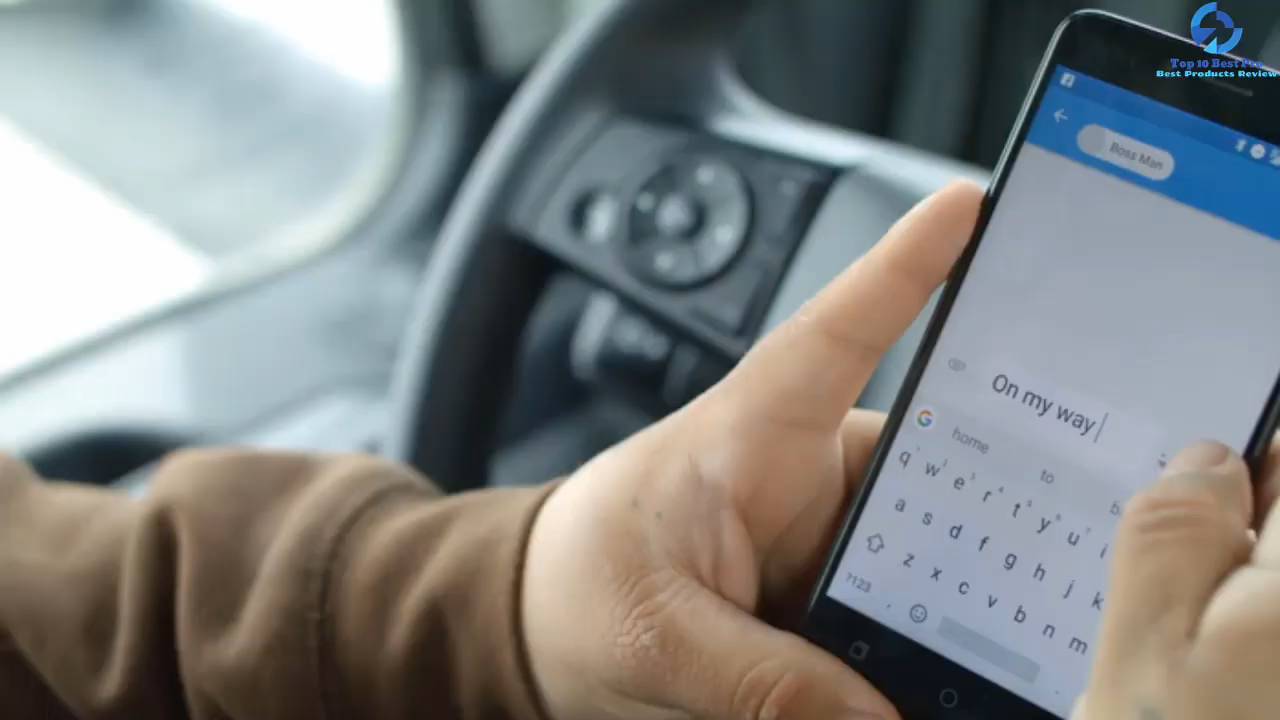 Top 10 Best Pro
Best Products Review
Boss Man
On my way
home to
q w e r t y u i
a s d f g h j k
z x c v b n m
?123